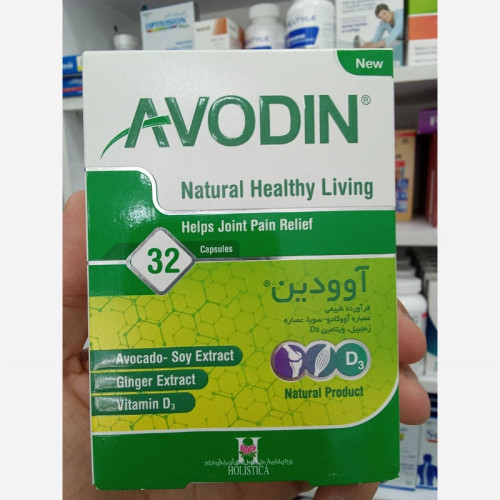 New
AVODIN®
Natural Healthy Living
Helps Joint Pain Relief
32 Capsules
آوودین®
فرآورده طبیعی
عصاره آووکادو- سویا، عصاره
زنجبیل، ویتامین D3
Avocado- Soy Extract
Ginger Extract
Vitamin D3
D3
Natural Product
H
HOLISTICA